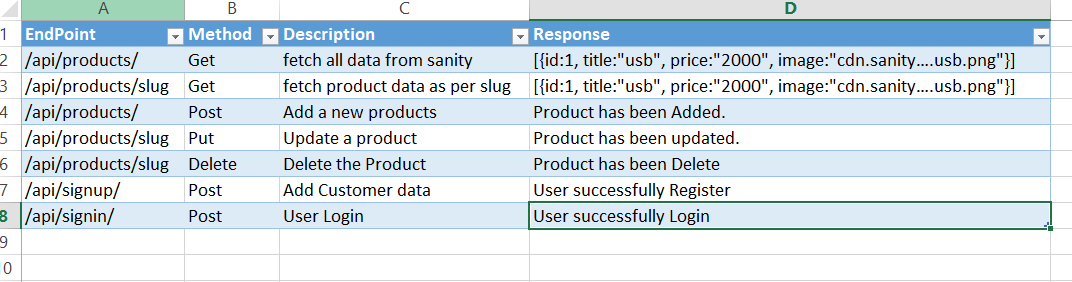 A B C D
1 EndPoint Method Description Response
2 /api/products/ Get fetch all data from sanity [{id:1, title:"usb", price:"2000", image:"cdn.sanity....usb.png"}]
3 /api/products/slug Get fetch product data as per slug [{id:1, title:"usb", price:"2000", image:"cdn.sanity....usb.png"}]
4 /api/products/ Post Add a new products Product has been Added.
5 /api/products/slug Put Update a product Product has been updated.
6 /api/products/slug Delete Delete the Product Product has been Delete
7 /api/signup/ Post Add Customer data User successfully Register
8 /api/signin/ Post User Login User successfully Login
9
10